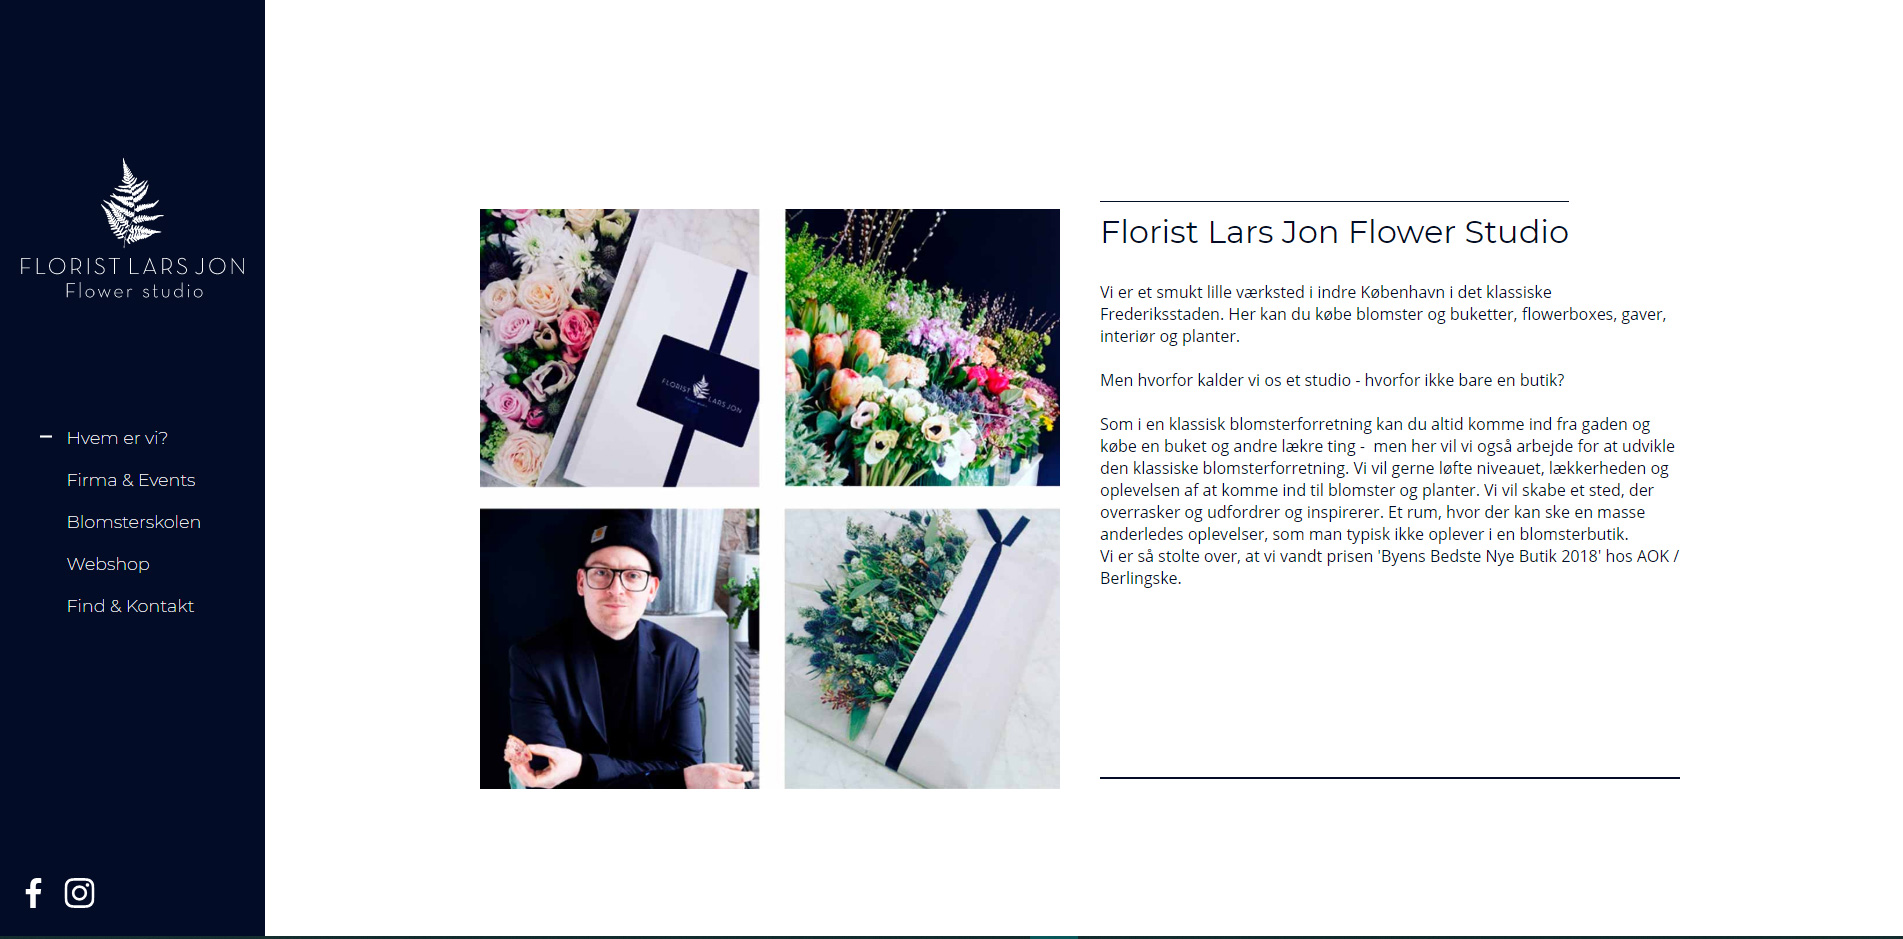 FLORIST LARS JON
Flower studio
Hvem er vi?
Firma & Events
Blomsterskolen
Webshop
Find & Kontakt
FLORIST LARS JON
Florist Lars Jon Flower Studio
Vi er et smukt lille værksted i indre København i det klassiske
Frederiksstaden. Her kan du købe blomster og buketter, flowerboxes, gaver,
interiør og planter.
Men hvorfor kalder vi os et studio - hvorfor ikke bare en butik?
Som i en klassisk blomsterforretning kan du altid komme ind fra gaden og
købe en buket og andre lækre ting -  men her vil vi også arbejde for at udvikle
den klassiske blomsterforretning. Vi vil gerne løfte niveauet, lækkerheden og
oplevelsen af at komme ind til blomster og planter. Vi vil skabe et sted, der
overrasker og udfordrer og inspirerer. Et rum, hvor der kan ske en masse
anderledes oplevelser, som man typisk ikke oplever i en blomsterbutik.
Vi er så stolte over, at vi vandt prisen 'Byens Bedste Nye Butik 2018' hos AOK /
Berlingske.